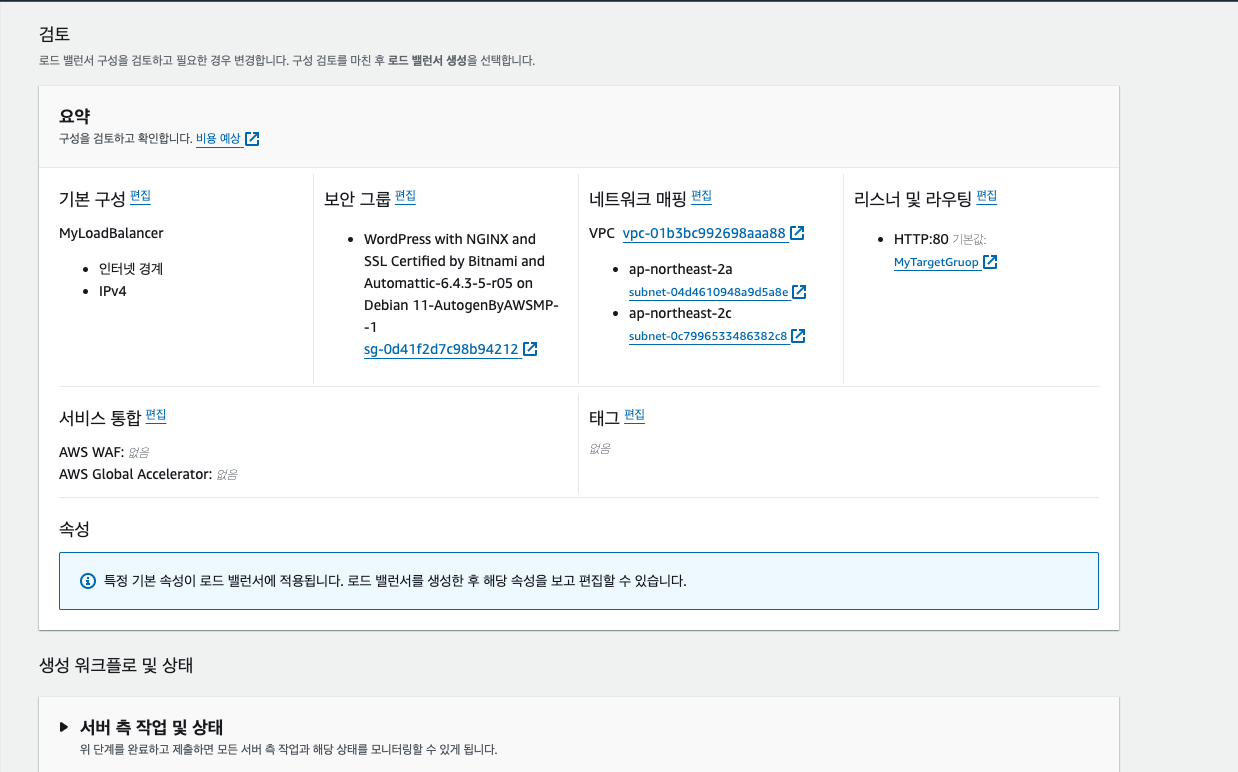 검토
로드 밸런서 구성을 검토하고 필요한 경우 변경합니다. 구성 검토를 마친 후 로드 밸런서 생성을 선택합니다.
요약
구성을 검토하고 확인합니다. 비용 예상
기본 구성 편집
MyLoadBalancer
인터넷 경계
IPv4
보안 그룹 편집
WordPress with NGINX and
SSL Certified by Bitnami and
Automattic-6.4.3-5-r05 on
Debian 11-AutogenByAWSMP-
-1
sg-0d41f2d7c98b94212
네트워크 매핑 편집
VPC vpc-01b3bc992698aaa88
ap-northeast-2a
subnet-04d4610948a9d5a8e
ap-northeast-2c
subnet-0c7996533486382c8
리스너 및 라우팅 편집
HTTP:80 기본값:
MyTargetGruop
서비스 통합 편집
AWS WAF: 없음
AWS Global Accelerator: 없음
태그 편집
없음
속성
특정 기본 속성이 로드 밸런서에 적용됩니다. 로드 밸런서를 생성한 후 해당 속성을 보고 편집할 수 있습니다.
생성 워크플로 및 상태
서버 측 작업 및 상태
위 단계를 완료하고 제출하면 모든 서버 측 작업과 해당 상태를 모니터링할 수 있게 됩니다.